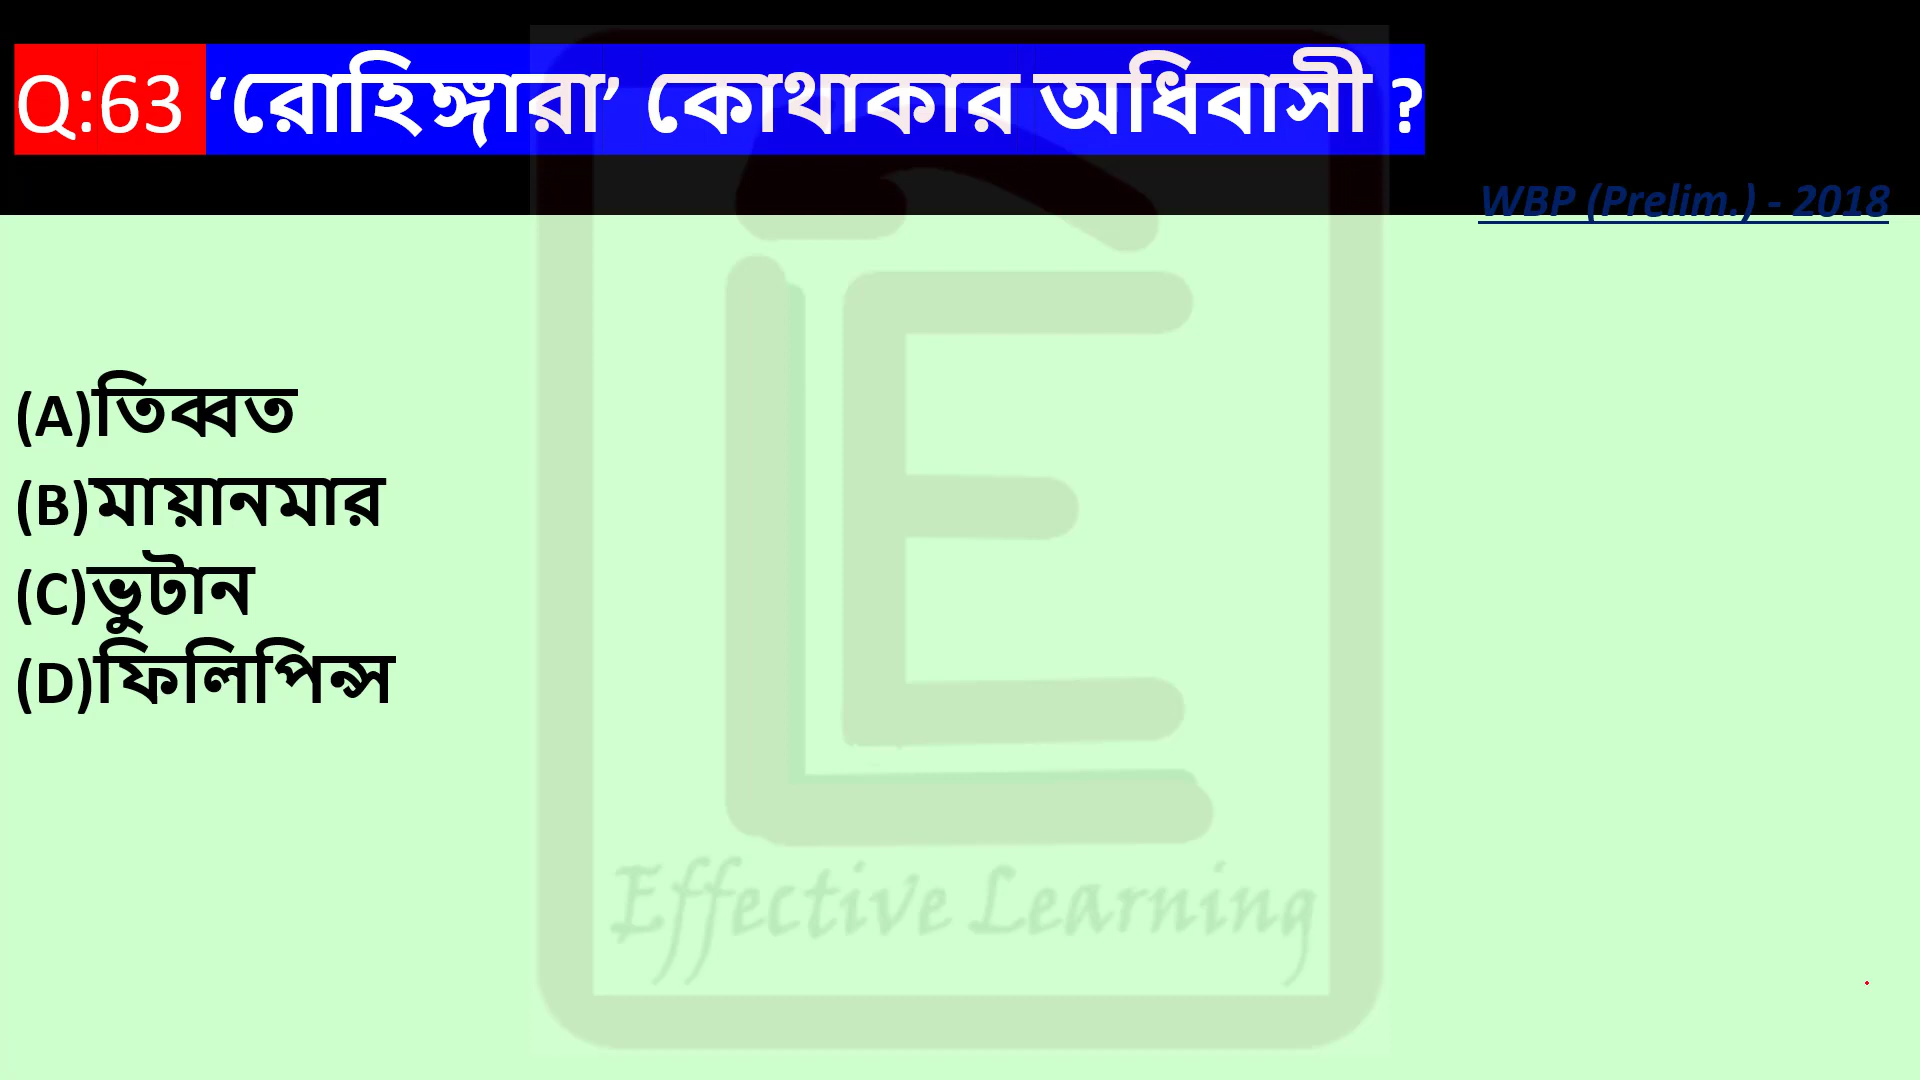 Q:63 ‘রোহিঙ্গারা’ কোথাকার অধিবাসী ?
WBP (Prelim.) - 2018
(A)তিব্বত
(B)মায়ানমার
(C)ভুটান
(D)ফিলিপিন্স
Effective Learning